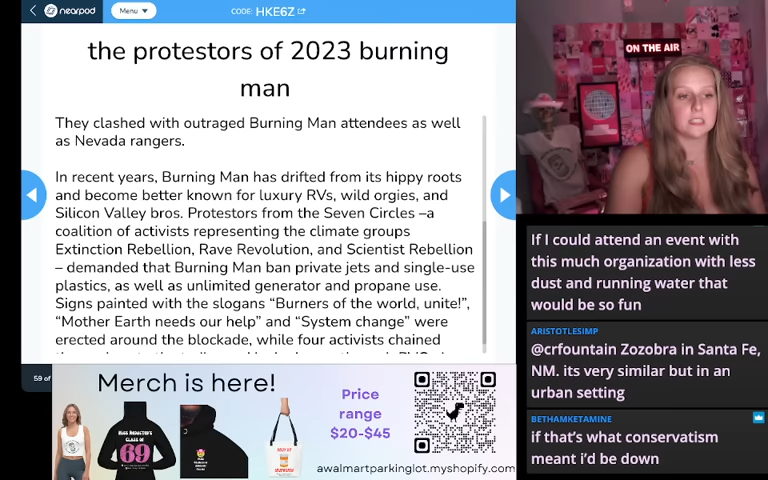 nearpod
Menu
CODE: HKE6Z
the protestors of 2023 burning
man
They clashed with outraged Burning Man attendees as well
as Nevada rangers.
In recent years, Burning Man has drifted from its hippy roots
and become better known for luxury RVs, wild orgies, and
Silicon Valley bros. Protestors from the Seven Circles –a
coalition of activists representing the climate groups
Extinction Rebellion, Rave Revolution, and Scientist Rebellion
– demanded that Burning Man ban private jets and single-use
plastics, as well as unlimited generator and propane use.
Signs painted with the slogans “Burners of the world, unite!”,
“Mother Earth needs our help” and “System change” were
erected around the blockade, while four activists chained
59 of
Merch is here!
Price
range
$20-$45
CLASS OF
69
awalmartparkinglot.myshopify.com
ON THE AIR
If I could attend an event with
this much organization with less
dust and running water that
would be so fun
ARISTOTLESIMP
@crfountain Zozobra in Santa Fe,
NM. its very similar but in an
urban setting
BETHAMKETAMINE
if that’s what conservatism
meant i’d be down